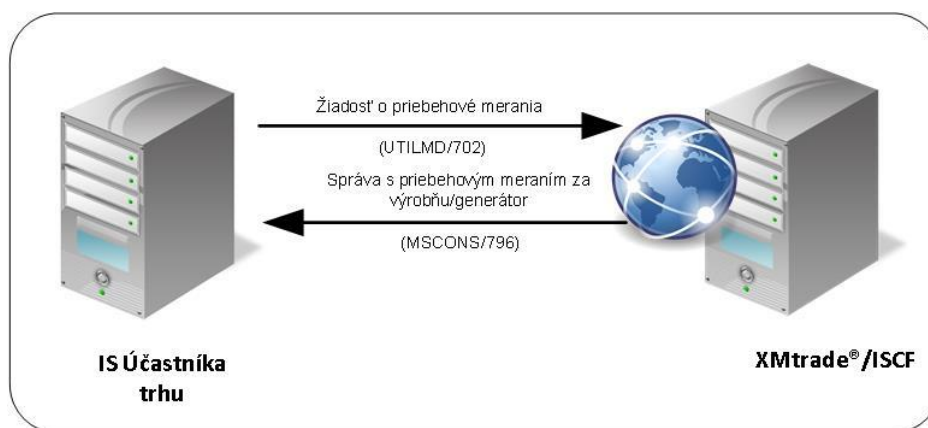 Žiadosť o priebehové merania
(UTILMD/702)
Správa s priebehovým meraním za
výrobňu/generátor
(MSCONS/796)
IS Účastníka
trhu
XMtrade®/ISCF